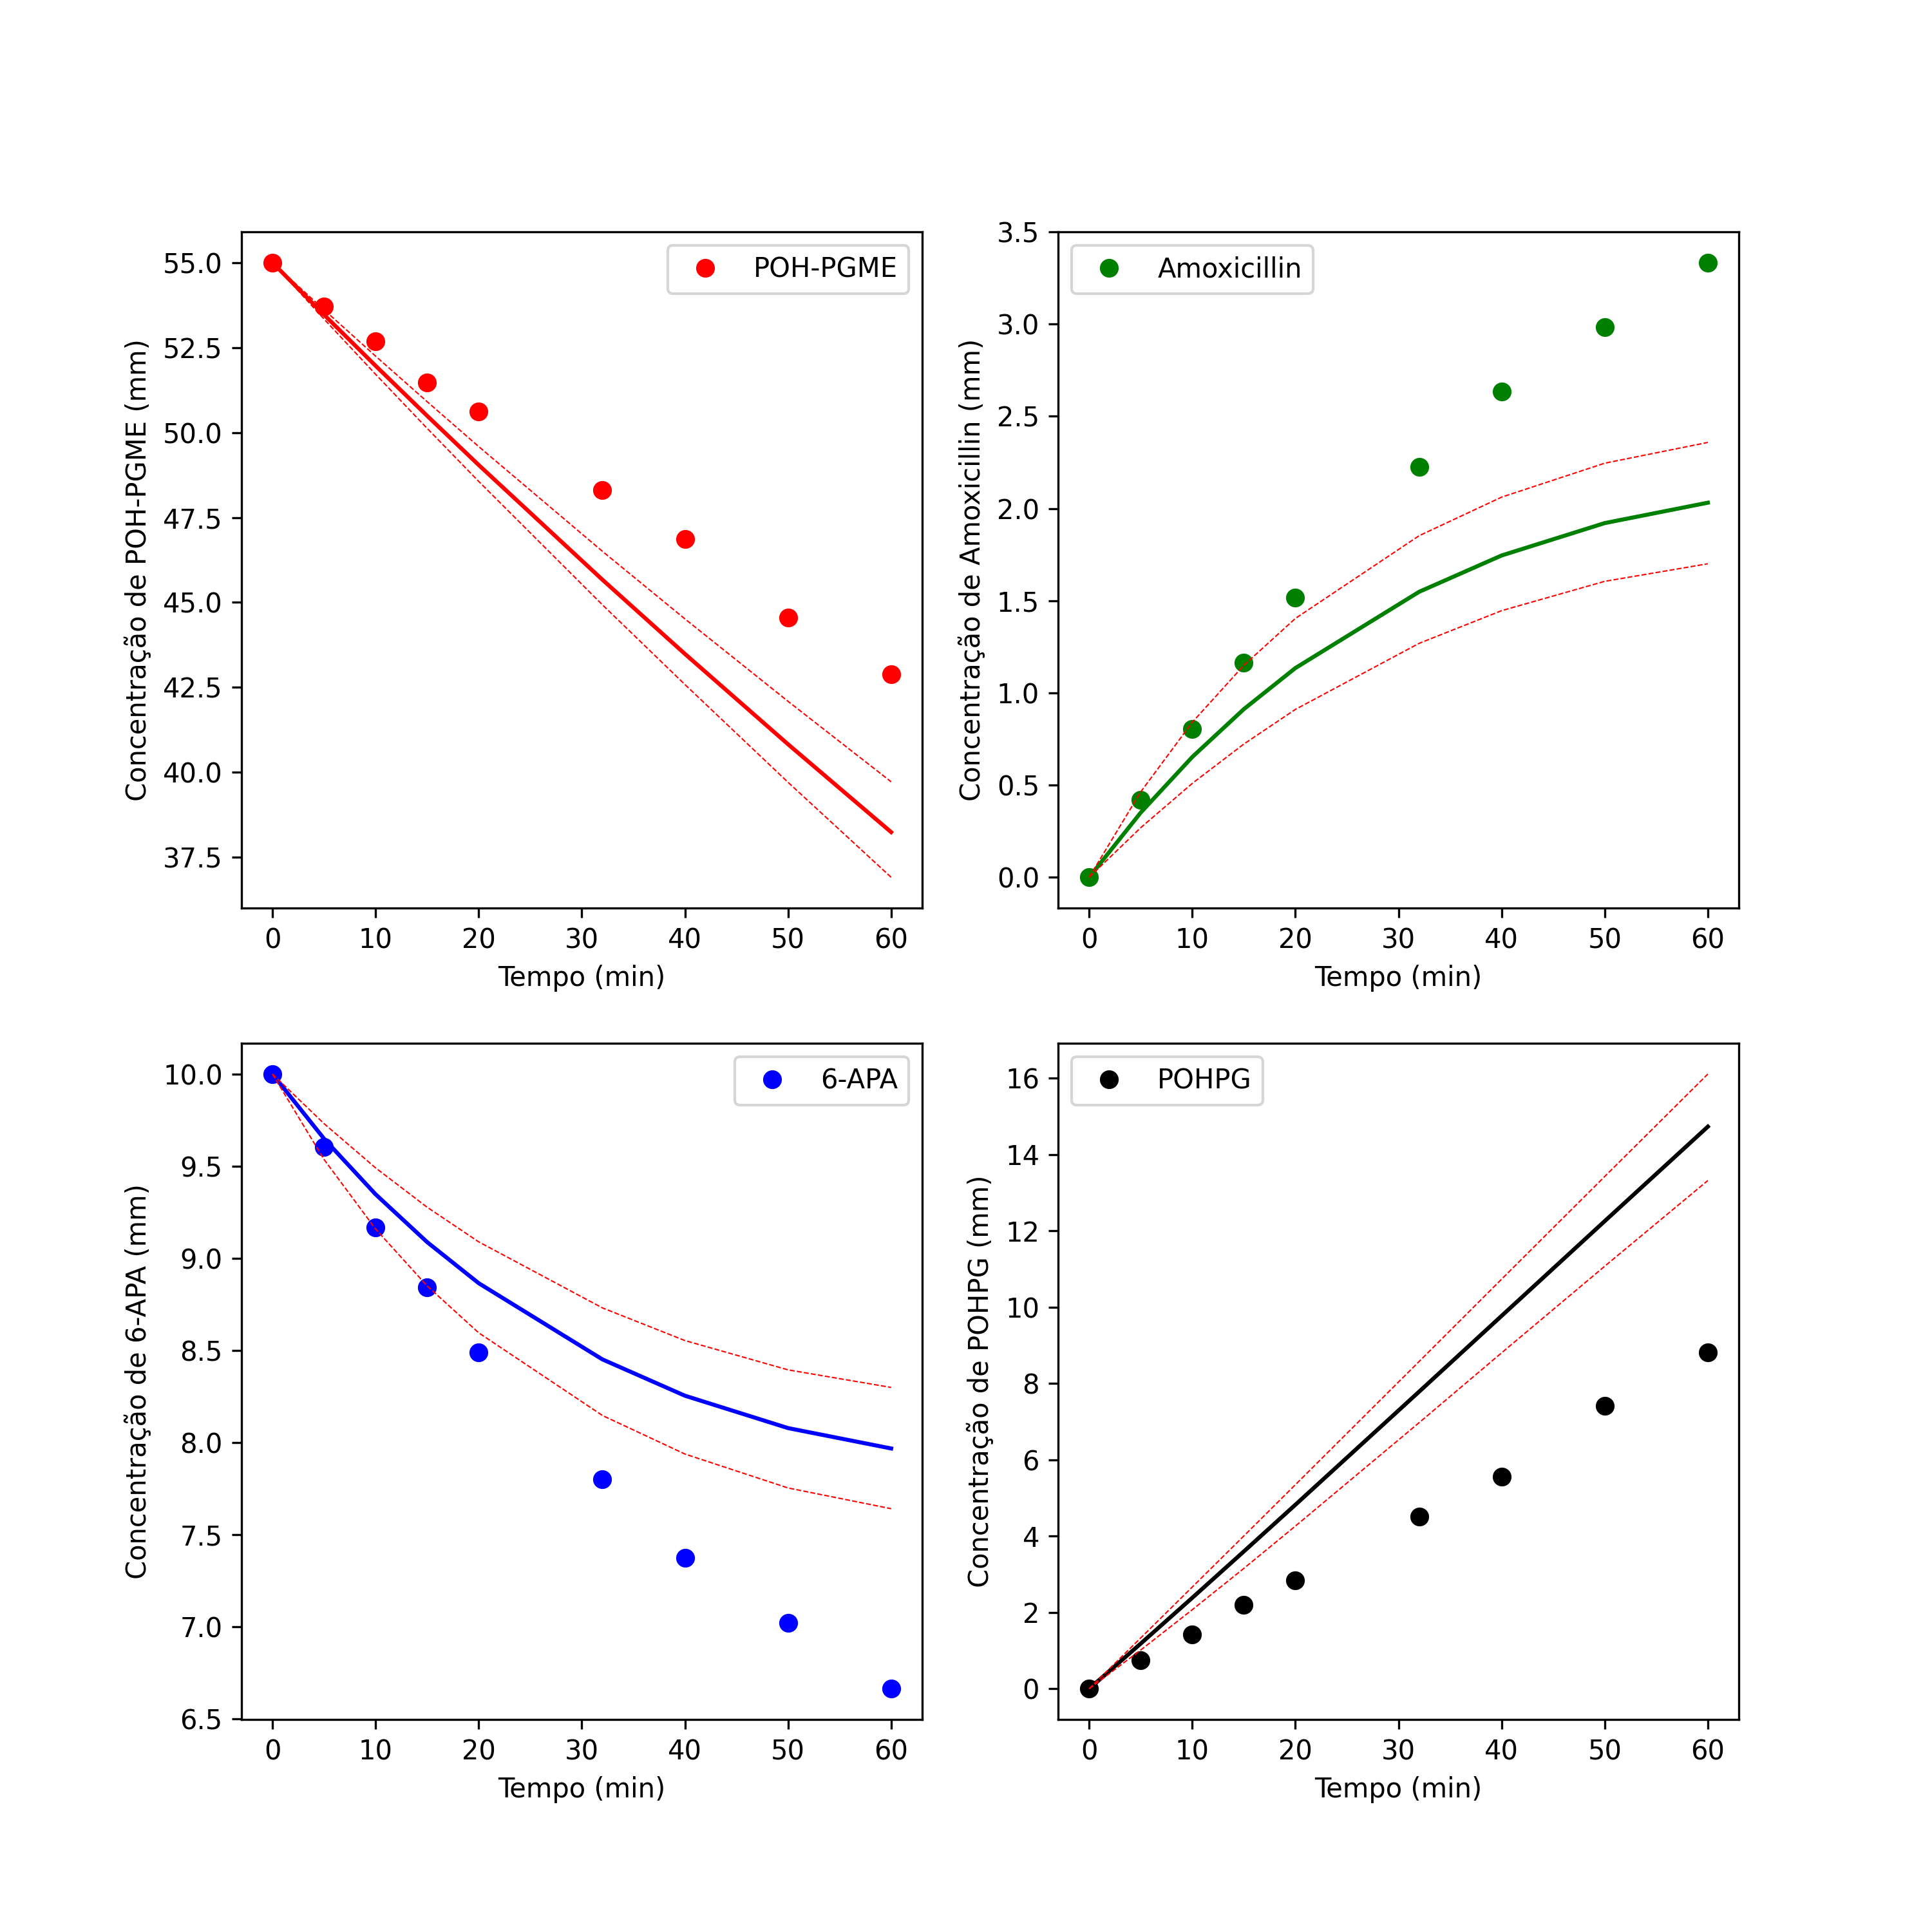 POH-PGME
Concentração de POH-PGME (mm)
55.0
52.5
50.0
47.5
45.0
42.5
40.0
37.5
0 10 20 30 40 50 60
Tempo (min)
Amoxicillin
Concentração de Amoxicillin (mm)
3.5
3.0
2.5
2.0
1.5
1.0
0.5
0.0
0 10 20 30 40 50 60
Tempo (min)
6-APA
Concentração de 6-APA (mm)
10.0
9.5
9.0
8.5
8.0
7.5
7.0
6.5
0 10 20 30 40 50 60
Tempo (min)
POHPG
Concentração de POHPG (mm)
16
14
12
10
8
6
4
2
0
0 10 20 30 40 50 60
Tempo (min)